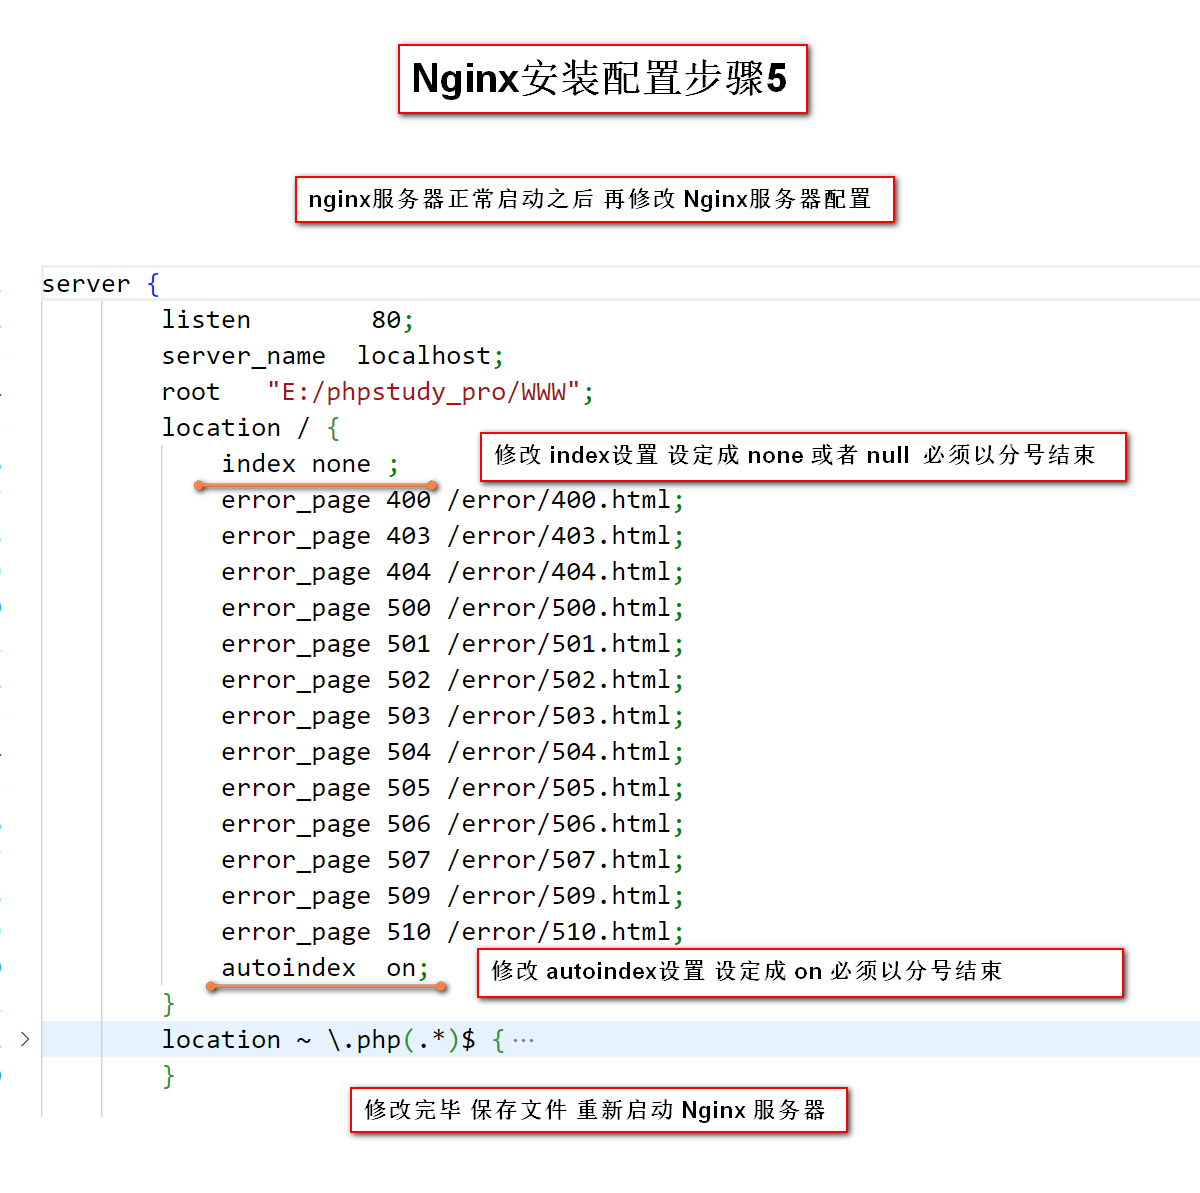 Nginx安装配置步骤5
nginx服务器正常启动之后 再修改 Nginx服务器配置
server {
listen 80;
server_name localhost;
root "E:/phpstudy_pro/WWW";
location / {
index none ;
修改 index设置 设定成 none 或者 null 必须以分号结束
error_page 400 /error/400.html;
error_page 403 /error/403.html;
error_page 404 /error/404.html;
error_page 500 /error/500.html;
error_page 501 /error/501.html;
error_page 502 /error/502.html;
error_page 503 /error/503.html;
error_page 504 /error/504.html;
error_page 505 /error/505.html;
error_page 506 /error/506.html;
error_page 507 /error/507.html;
error_page 509 /error/509.html;
error_page 510 /error/510.html;
autoindex on;
修改 autoindex设置 设定成 on 必须以分号结束
}
location ~ \.php(.*)$ {···
}
修改完毕 保存文件 重新启动 Nginx 服务器